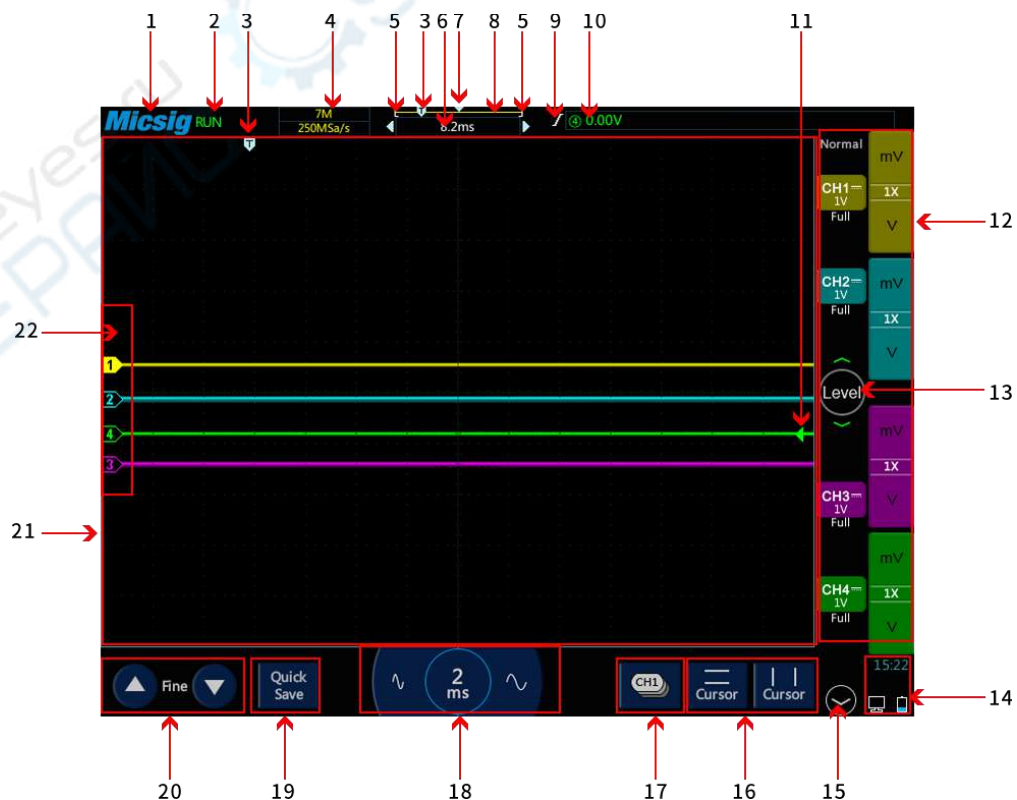 1 2 3 4 5 3 6 7 8 5 9 10 11
Micsig RUN
7M
250MSa/s
T
8.2ms
④ 0.00V
T
Normal
mV
CH1
1V
Full
1X
V
12
CH2
1V
Full
mV
1X
V
22
1
2
4
3
Level
13
mV
1X
V
CH3
1V
Full
21
mV
CH4
1V
Full
1X
V
15:22
Fine
Quick
Save
2
ms
CH1
Cursor
Cursor
14
20 19 18 17 16 15